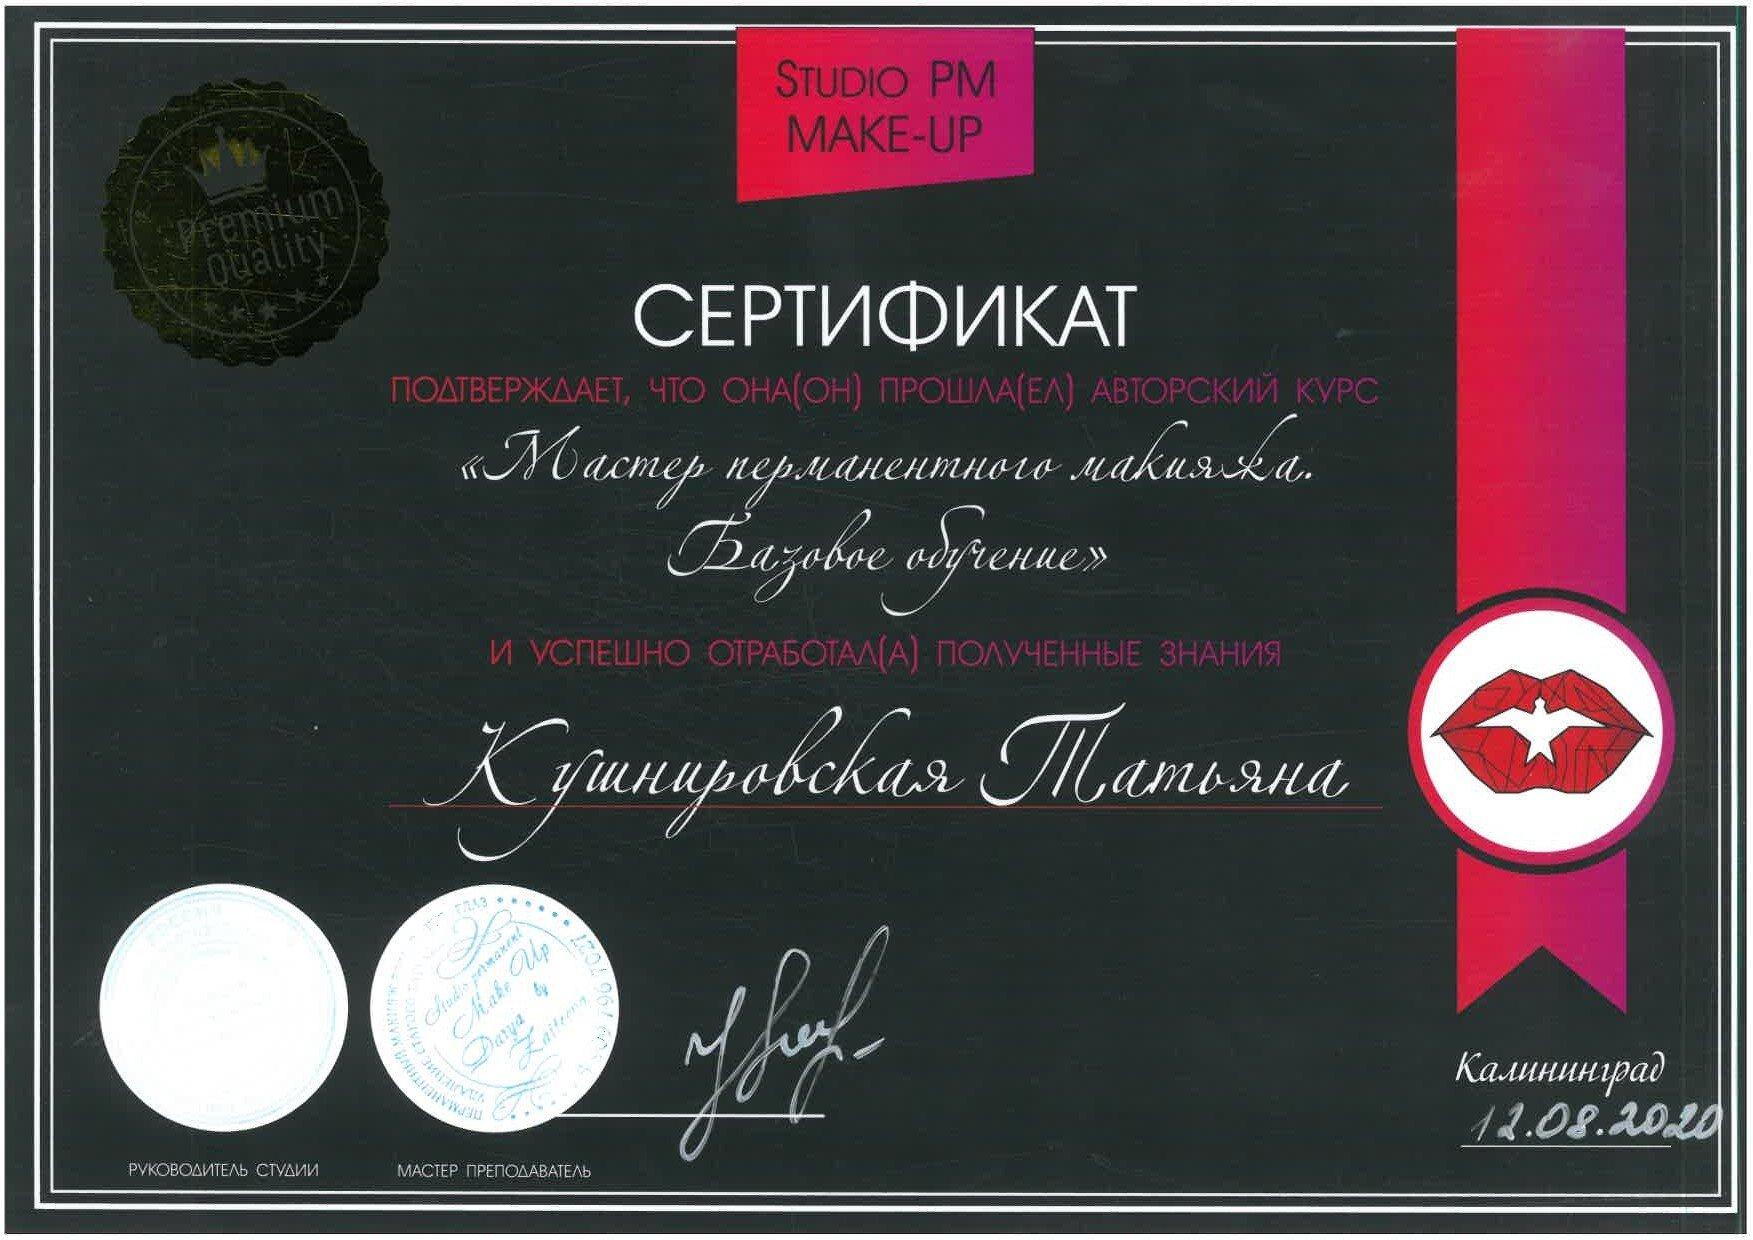 STUDIO PM
MAKE-UP
Premium
Quality
СЕРТИФИКАТ
ПОДТВЕРЖДАЕТ, ЧТО ОНА(ОН) ПРОШЛА(ЕЛ) АВТОРСКИЙ КУРС
«Мастер перманентного макияжа.
Базовое обучение»
И УСПЕШНО ОТРАБОТАЛ(А) ПОЛУЧЕННЫЕ ЗНАНИЯ
Кушнировская Татьяна
Studio permanent
Make Up
by
Darya
ПЕРМАНЕНТНЫЙ МАКИЯЖ
Калининград
12.08.2020
РУКОВОДИТЕЛЬ СТУДИИ
МАСТЕР ПРЕПОДАВАТЕЛЬ